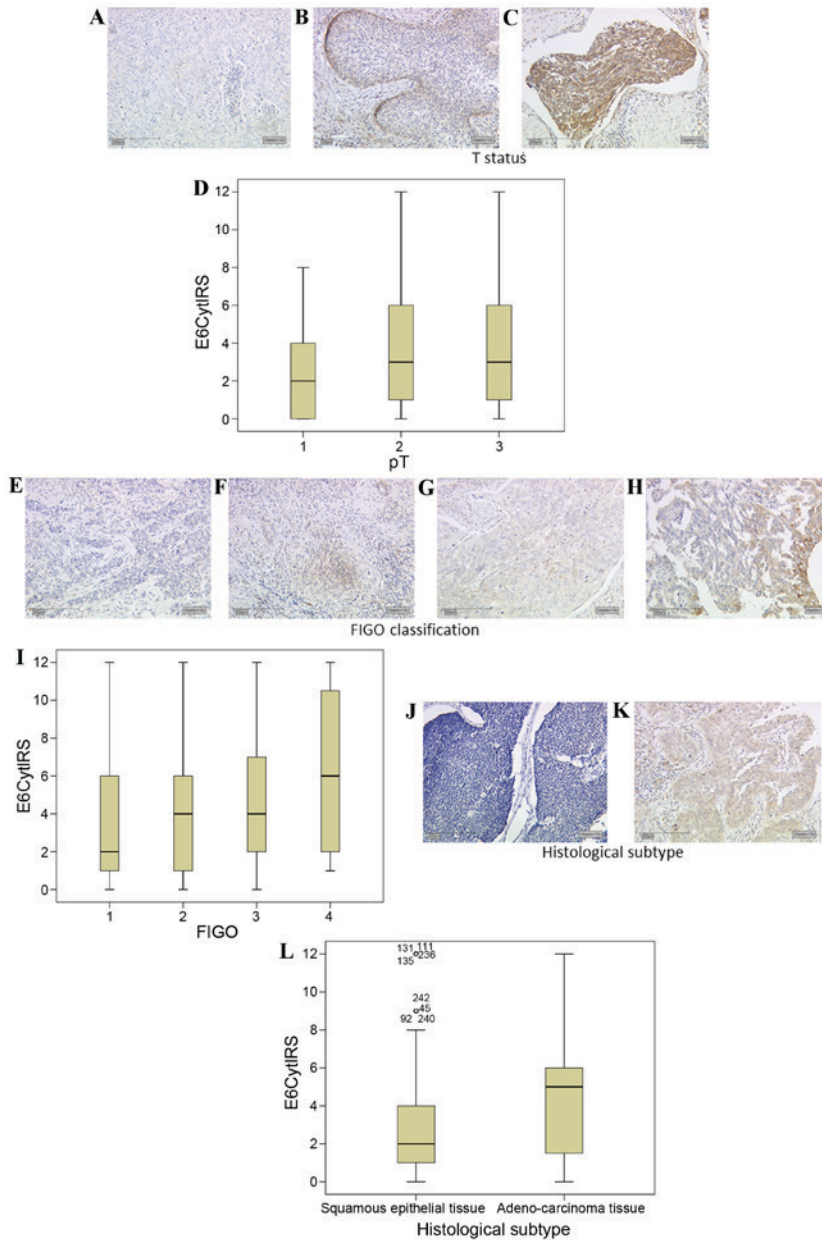 A B C
T status
D
12
10
8
6
4
2
0
E6CytIRS
1 2 3
pT
E F G H
FIGO classification
I
12
10
8
6
4
2
0
E6CytIRS
1 2 3 4
FIGO
J K
Histological subtype
L
12
10
8
6
4
2
0
E6CytIRS
131 111
135 236
242
45
92 240
Squamous epithelial tissue Adeno-carcinoma tissue
Histological subtype